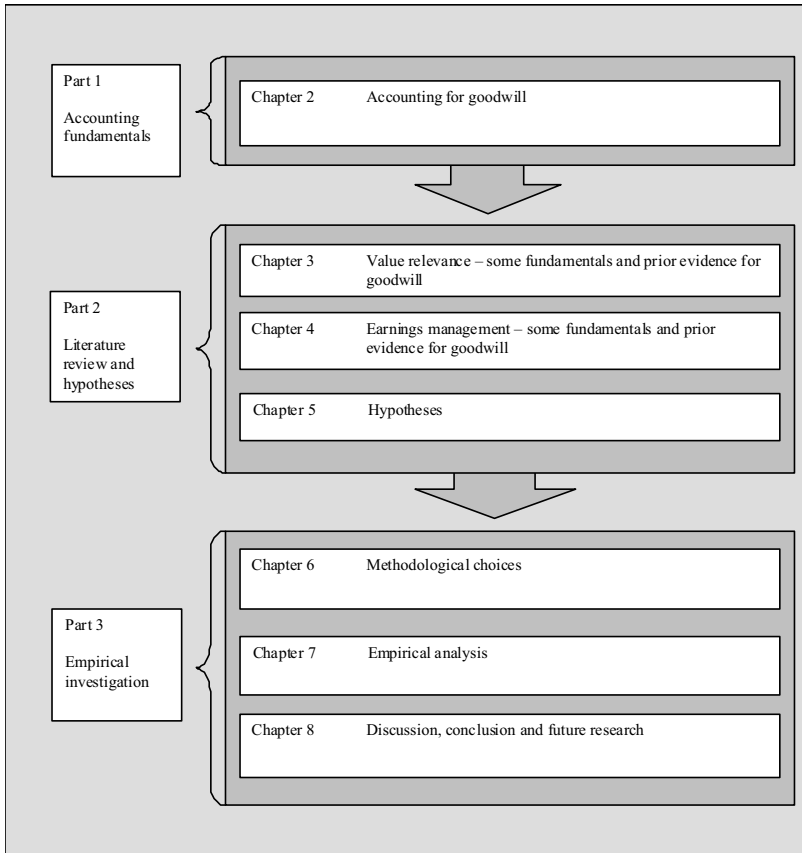 Part 1
Accounting
fundamentals
Chapter 2 Accounting for goodwill
Part 2
Literature
review and
hypotheses
Chapter 3 Value relevance – some fundamentals and prior evidence for
goodwill
Chapter 4 Earnings management – some fundamentals and prior
evidence for goodwill
Chapter 5 Hypotheses
Part 3
Empirical
investigation
Chapter 6 Methodological choices
Chapter 7 Empirical analysis
Chapter 8 Discussion, conclusion and future research